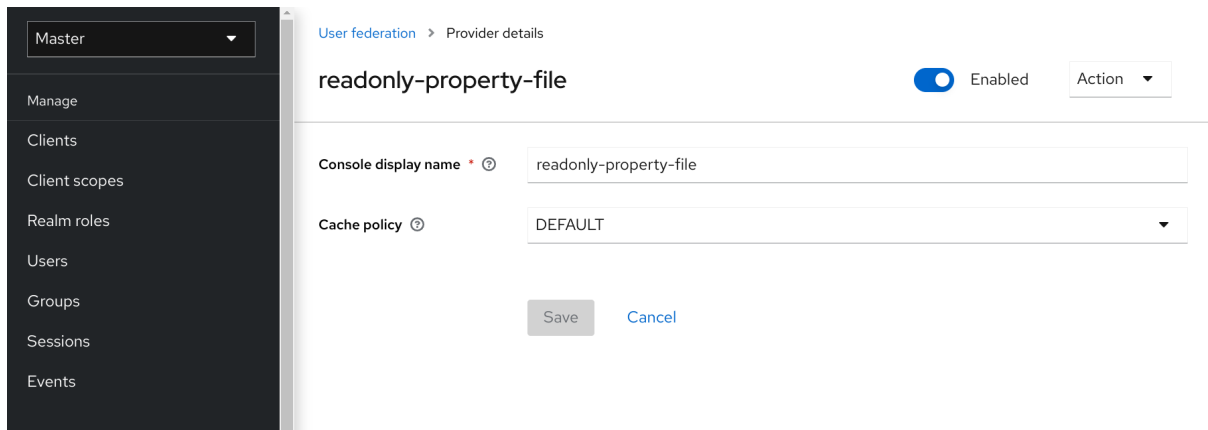 Master
Manage
Clients
Client scopes
Realm roles
Users
Groups
Sessions
Events
User federation > Provider details
readonly-property-file
Enabled
Action
Console display name * ?
readonly-property-file
Cache policy ?
DEFAULT
Save
Cancel